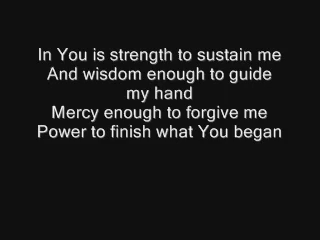 In You is strength to sustain me
And wisdom enough to guide
my hand
Mercy enough to forgive me
Power to finish what You began